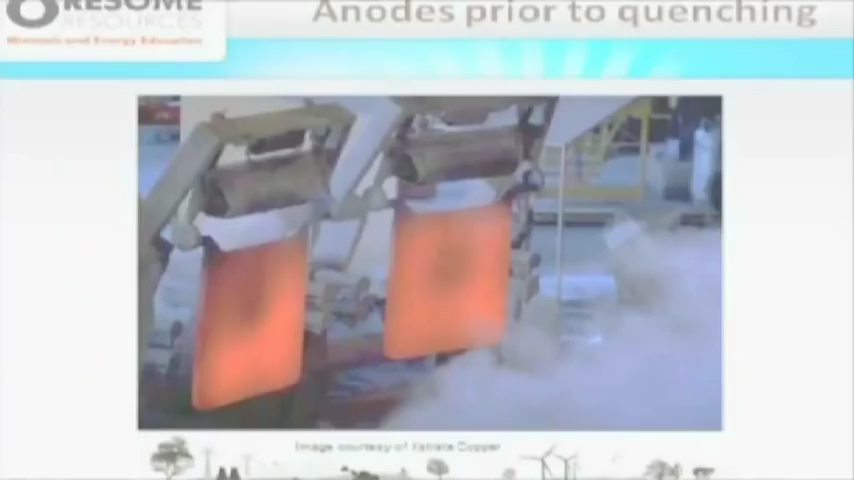 RESOME
RESOURCES
Minerals and Energy Education
Anodes prior to quenching
Image courtesy of Xstrata Copper